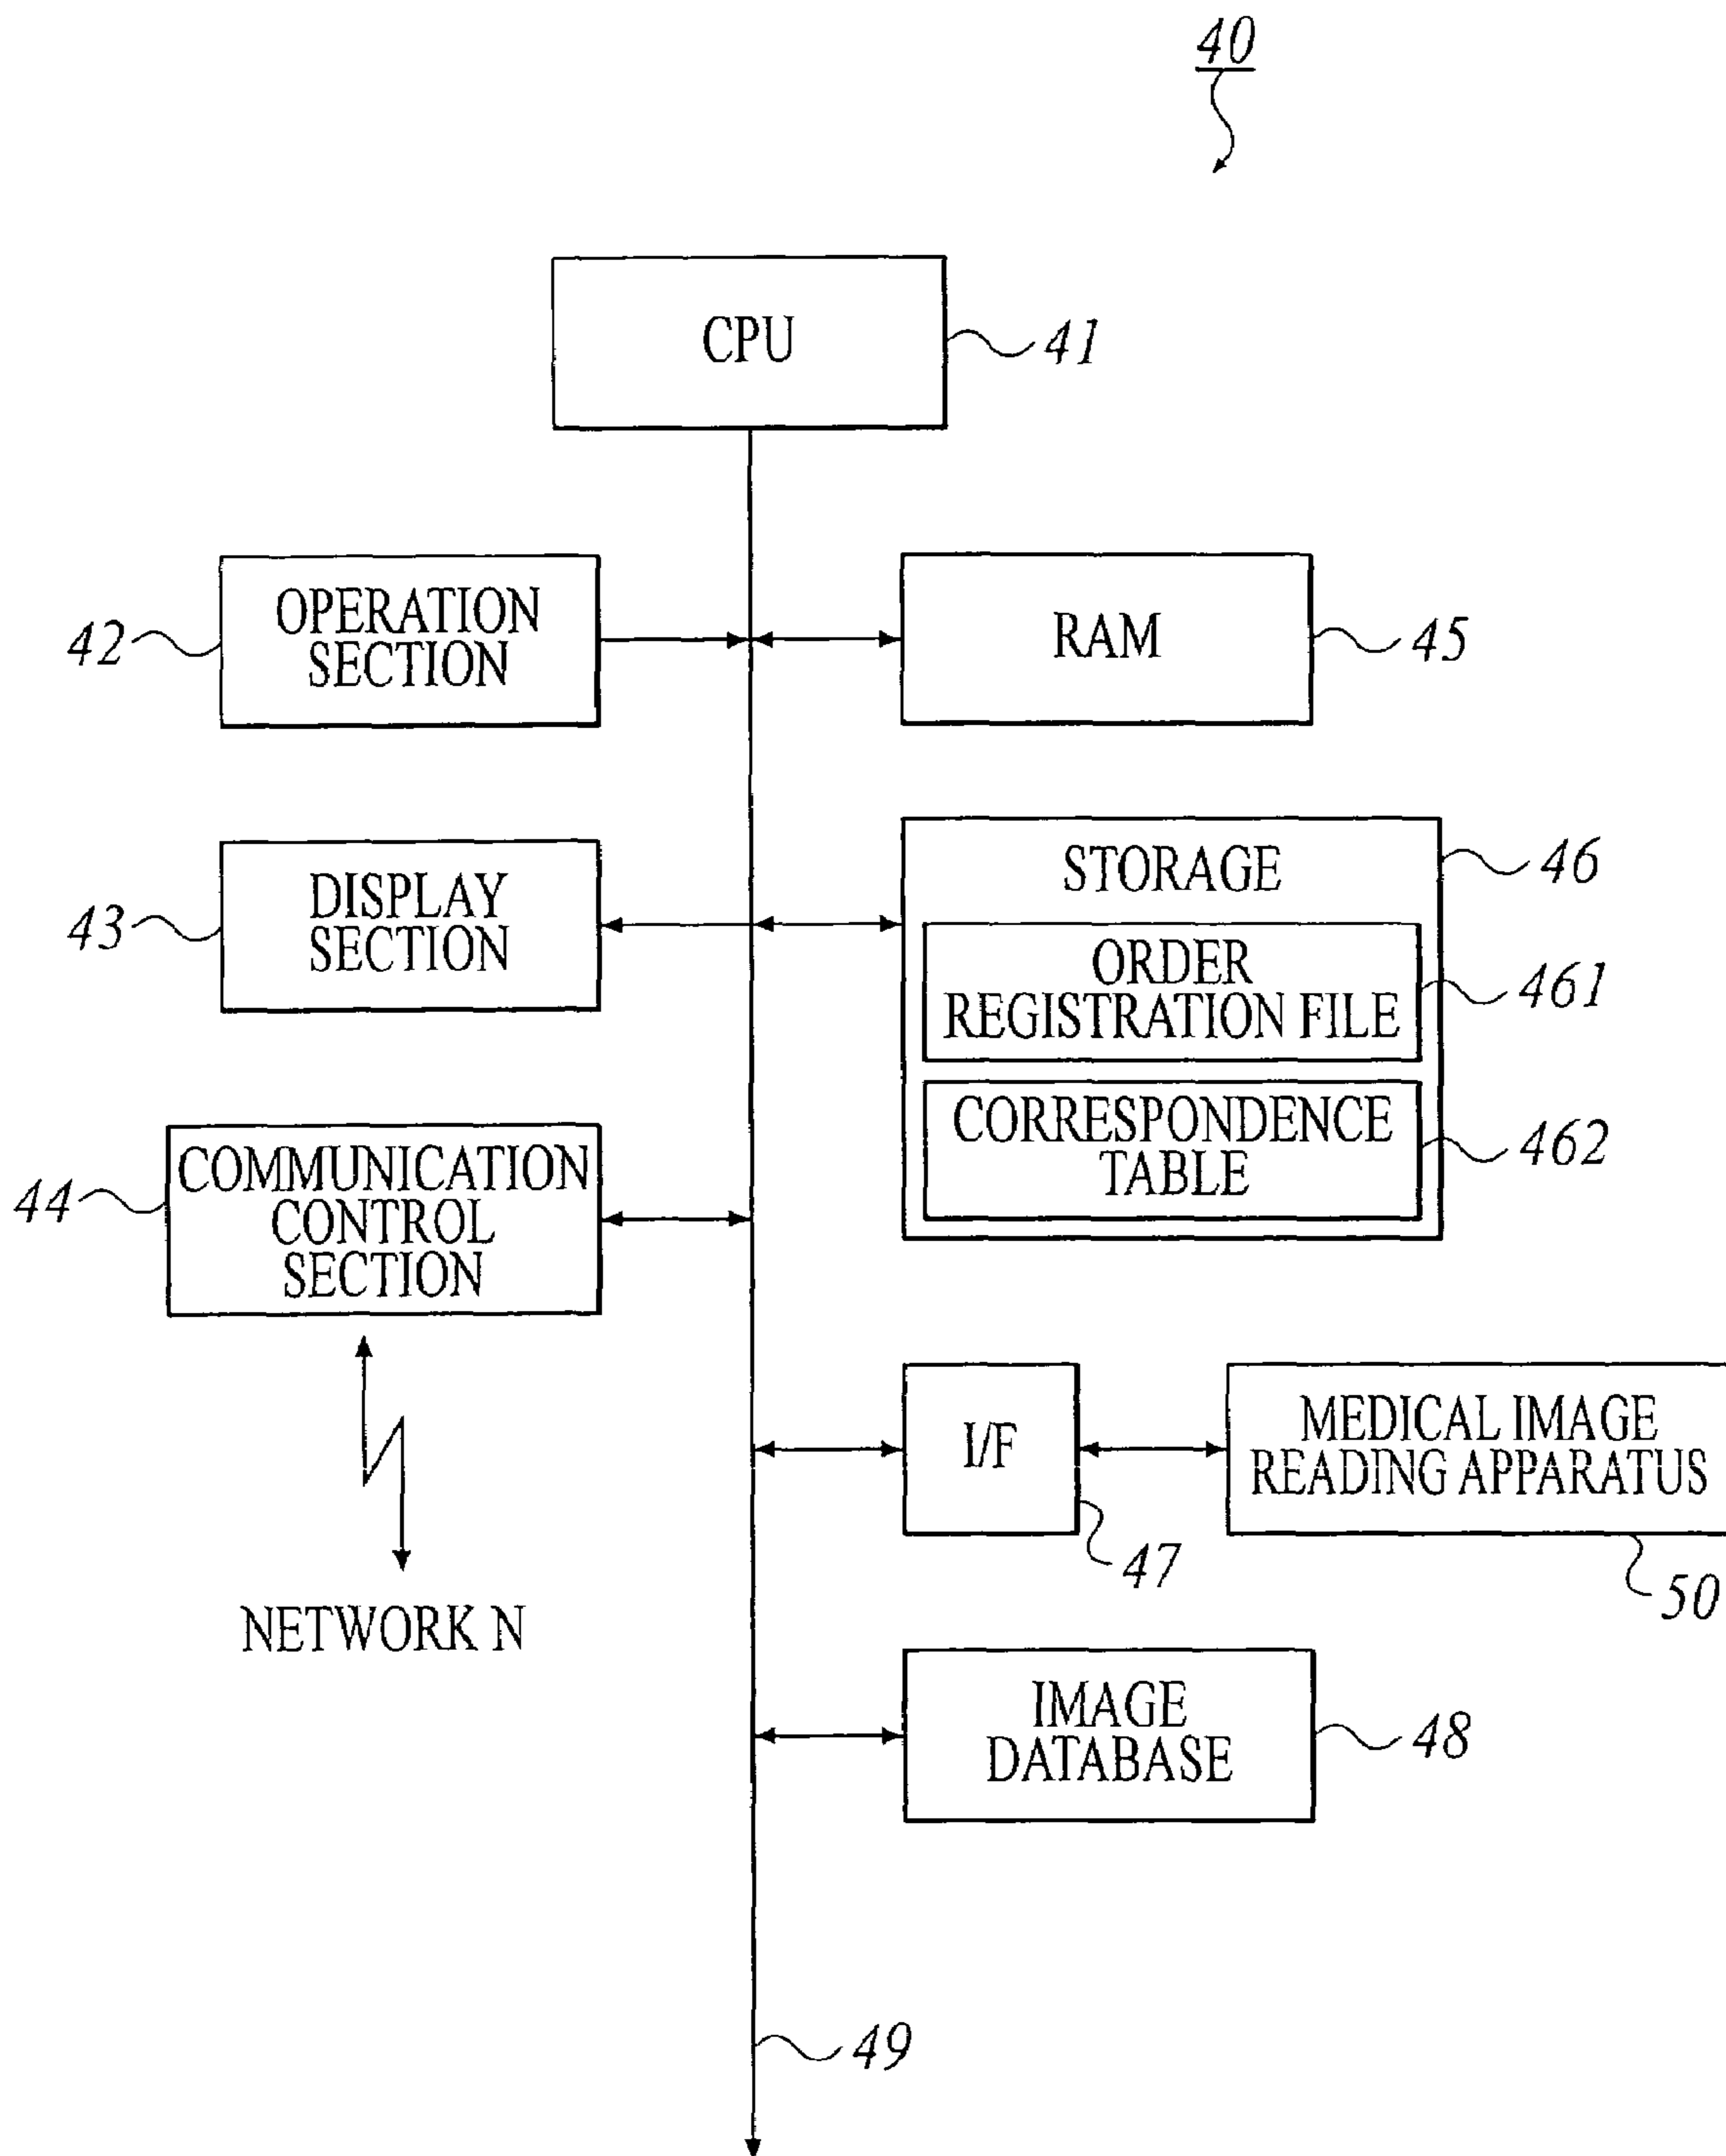 40
CPU
41
OPERATION
SECTION
42
RAM
45
DISPLAY
SECTION
43
STORAGE
46
ORDER
REGISTRATION FILE
461
CORRESPONDENCE
TABLE
462
COMMUNICATION
CONTROL
SECTION
44
NETWORK N
I/F
47
MEDICAL IMAGE
READING APPARATUS
50
IMAGE
DATABASE
48
49